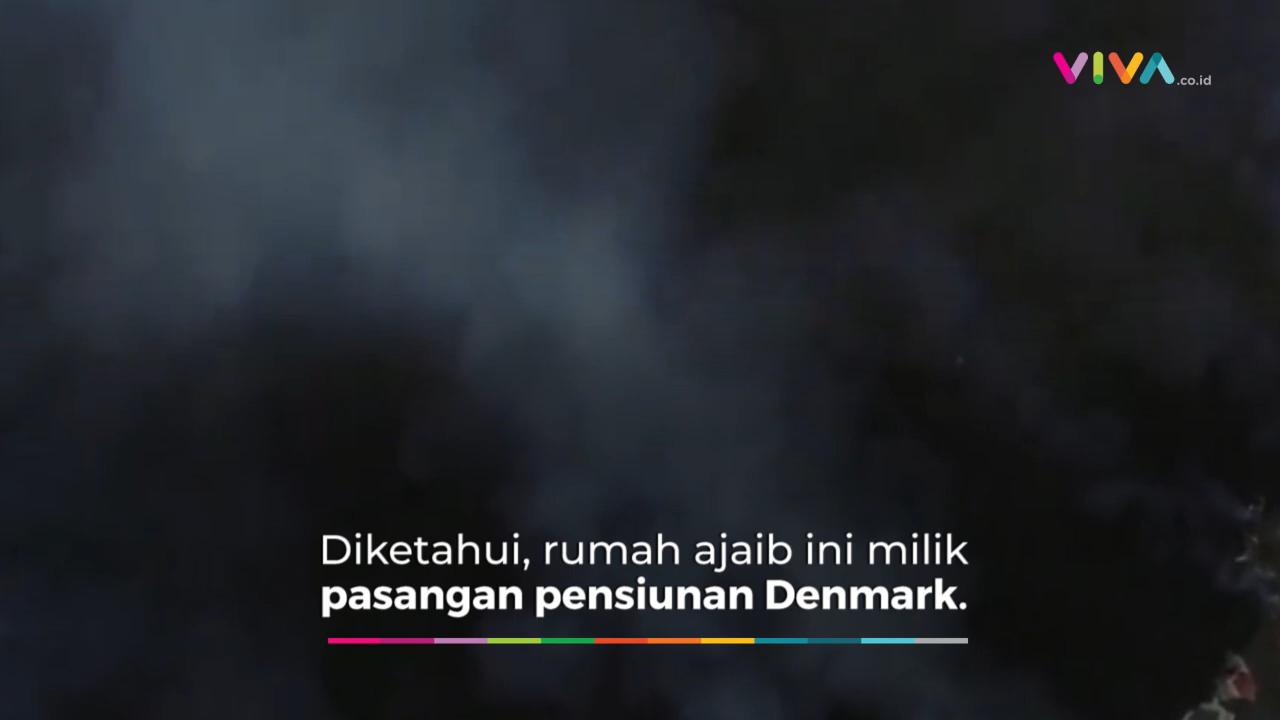 VIVA.co.id
Diketahui, rumah ajaib ini milik
pasangan pensiunan Denmark.